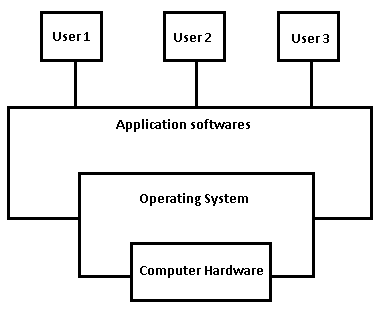 User 1
User 2
User 3
Application softwares
Operating System
Computer Hardware